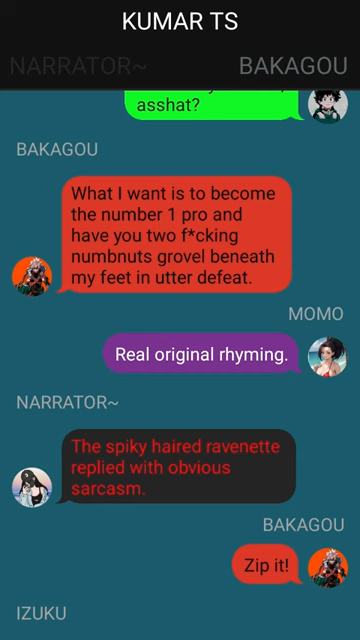 KUMAR TS
NARRATOR~
BAKAGOU
asshat?
BAKAGOU
What I want is to become
the number 1 pro and
have you two f*cking
numbnuts grovel beneath
my feet in utter defeat.
MOMO
Real original rhyming.
NARRATOR~
The spiky haired ravenette
replied with obvious
sarcasm.
BAKAGOU
Zip it!
IZUKU